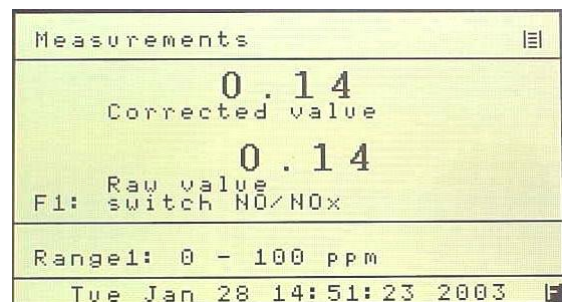 Measurements
0.14
Corrected value
0.14
Raw value
F1: switch NO/NOx
Range1: 0 - 100 ppm
Tue Jan 28 14:51:23 2003